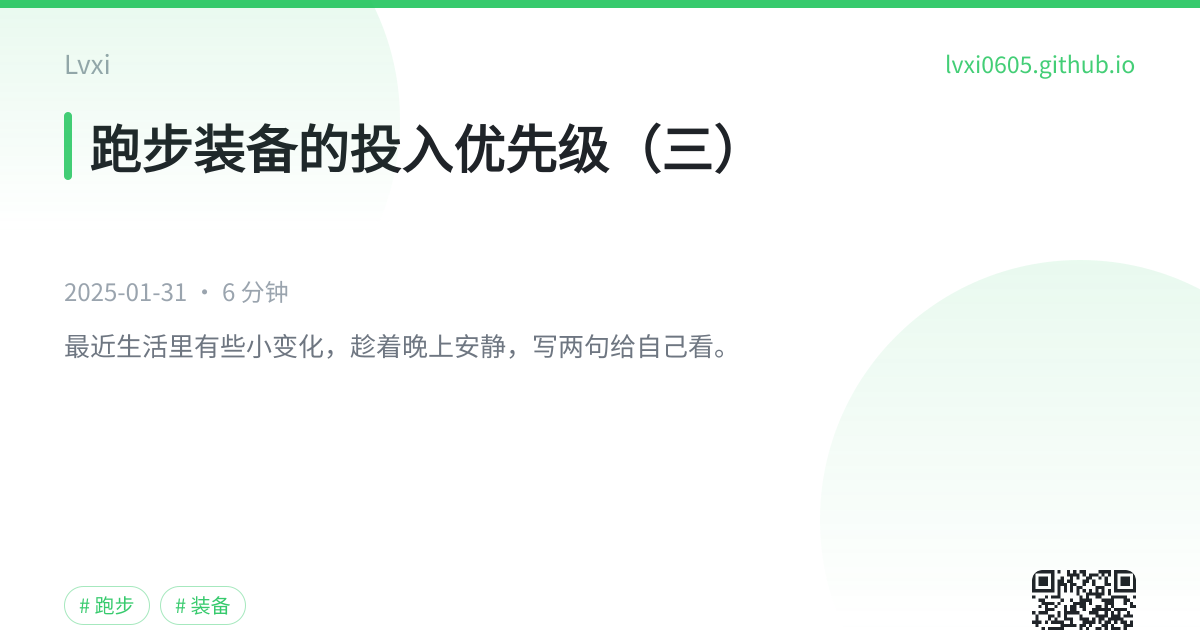 Lvxi
lvxi0605.github.io
跑步装备的投入优先级（三）
2025-01-31 · 6 分钟
最近生活里有些小变化，趁着晚上安静，写两句给自己看。
# 跑步
# 装备